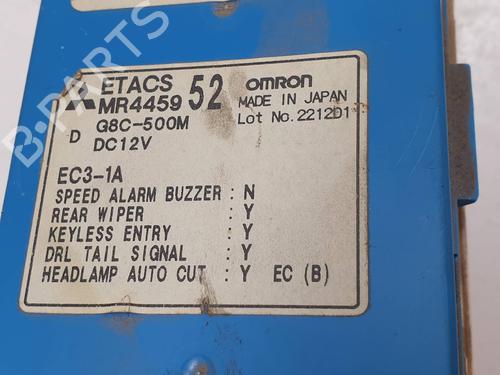 ETACS 52 OMRON
MR4459 MADE IN JAPAN
D G8C-500M Lot No.2212D1
DC12V
EC3-1A
SPEED ALARM BUZZER : N
REAR WIPER : Y
KEYLESS ENTRY : Y
DRL TAIL SIGNAL : Y
HEADLAMP AUTO CUT : Y EC (B)
B-PARTS